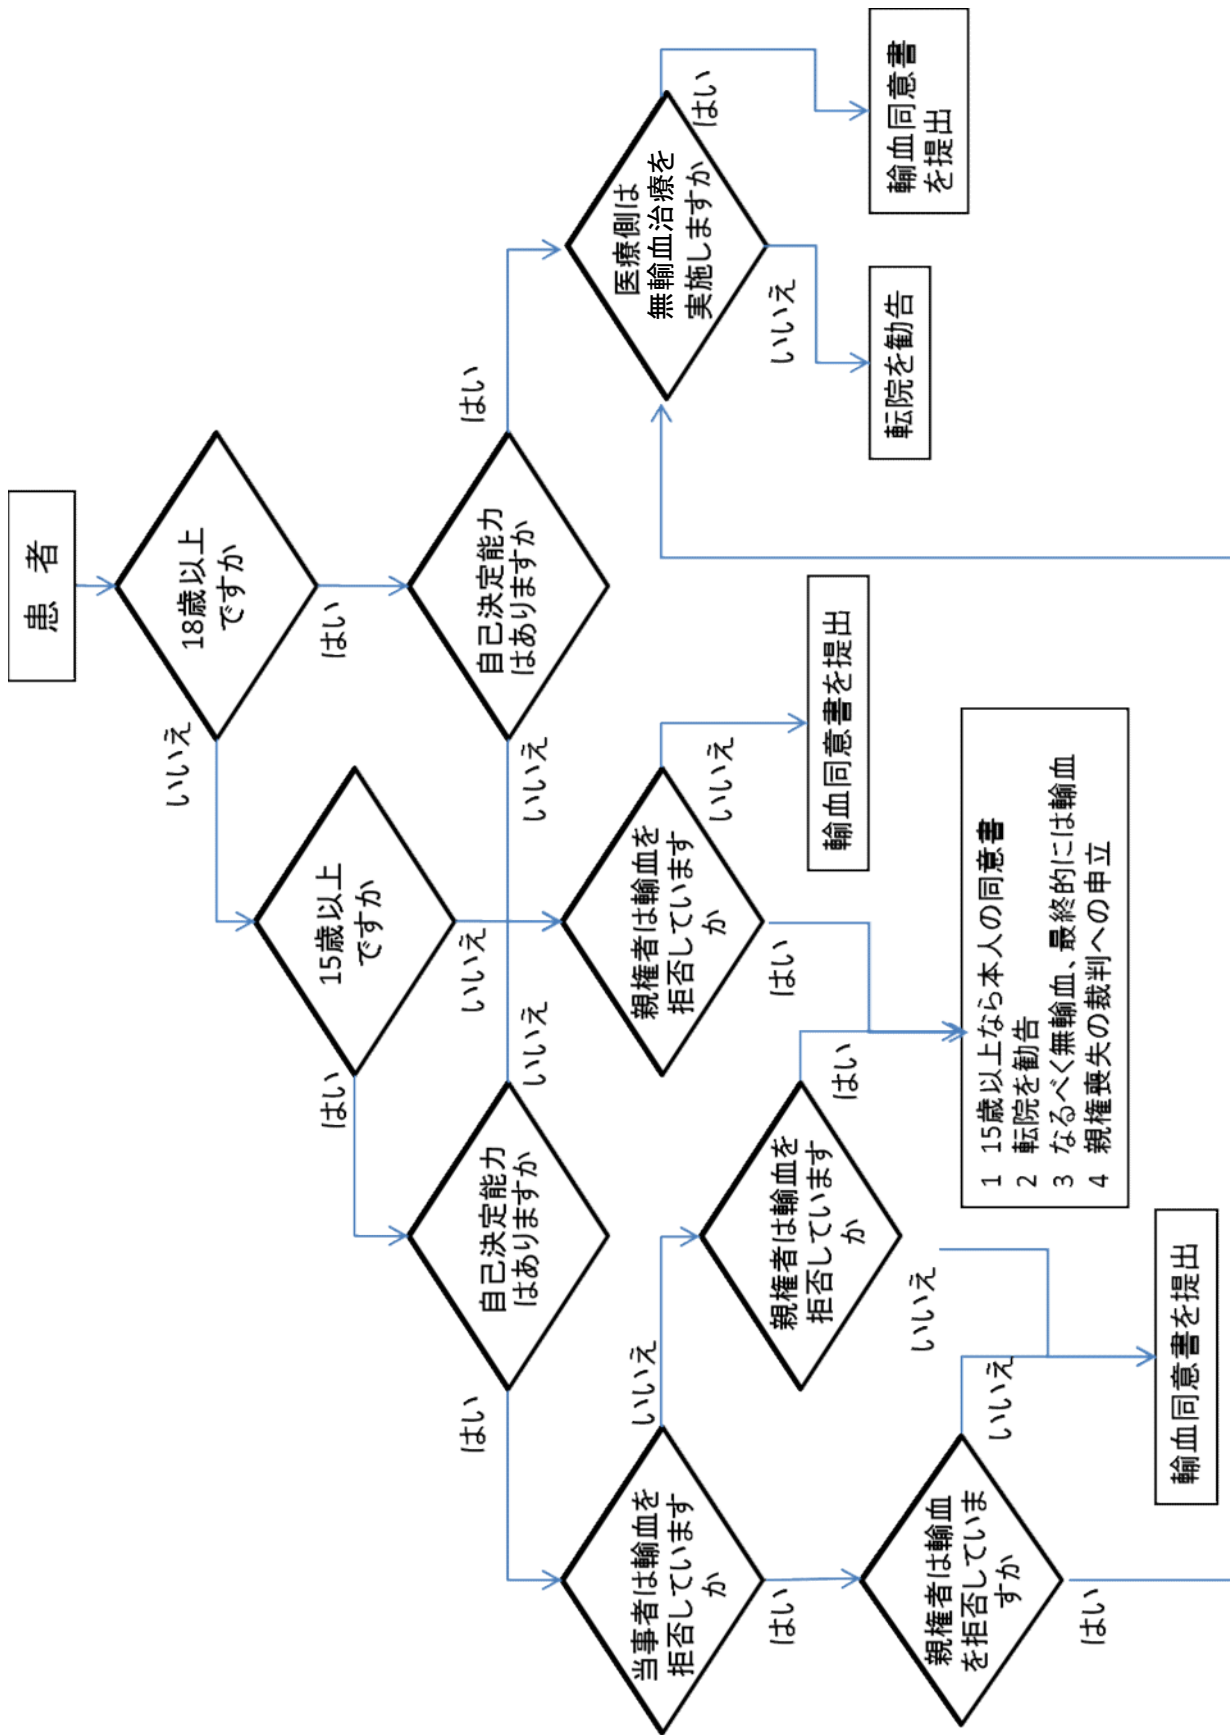 患 者
18歳以上
ですか
いいえ
はい
15歳以上
ですか
はい
いいえ
自己決定能力
はありますか
はい
いいえ
自己決定能力
はありますか
いいえ
はい
当事者は輸血を
拒否しています
か
いいえ
はい
親権者は輸血を
拒否しています
か
はい
いいえ
親権者は輸血を
拒否しています
か
いいえ
はい
医療側は
無輸血治療を
実施しますか
いいえ
はい
親権者は輸血
を拒否していま
すか
いいえ
はい
輸血同意書を提出
転院を勧告
輸血同意書
を提出
1 15歳以上なら本人の同意書
2 転院を勧告
3 なるべく無輸血、最終的には輸血
4 親権喪失の裁判への申立
輸血同意書を提出